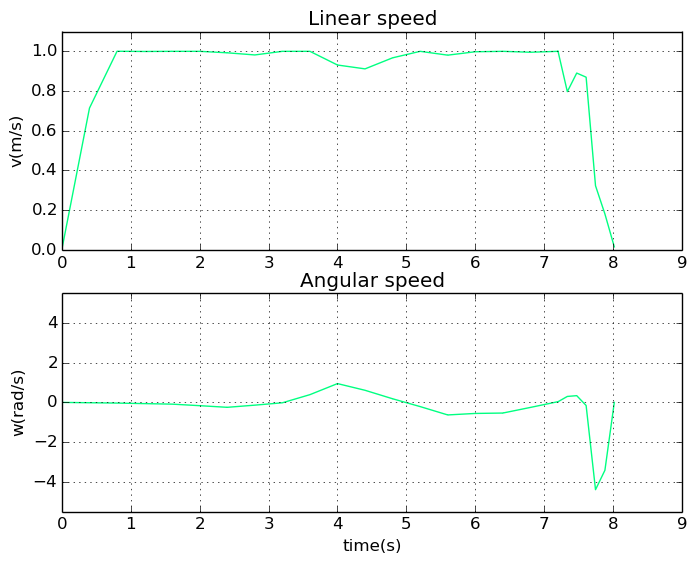 Linear speed
v(m/s)
1.0
0.8
0.6
0.4
0.2
0.0
0 1 2 3 4 5 6 7 8 9
Angular speed
w(rad/s)
4
2
0
−2
−4
0 1 2 3 4 5 6 7 8 9
time(s)